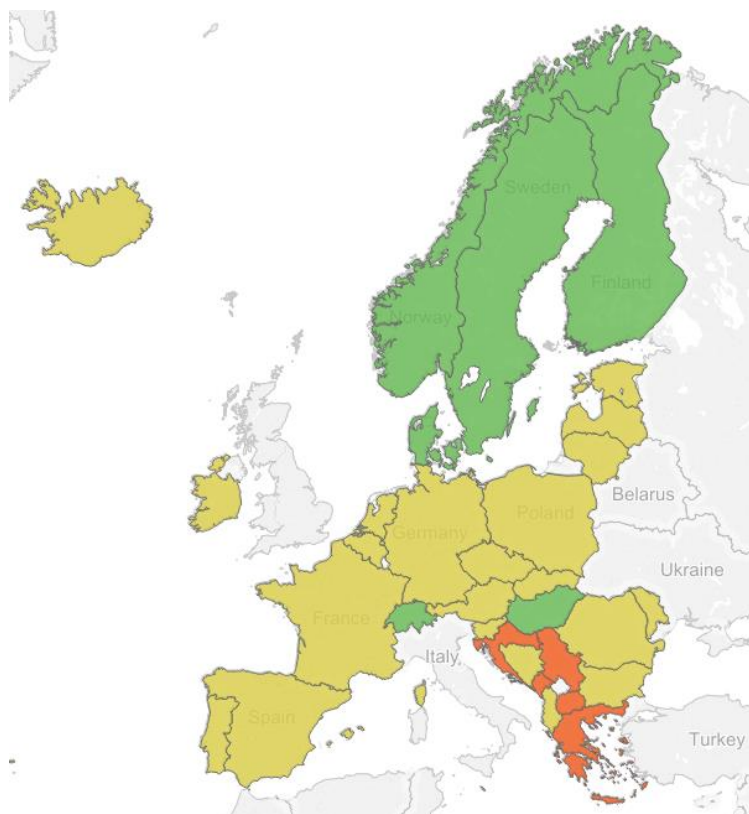 Sweden
Finland
Norway
Belarus
Poland
Germany
Ukraine
France
Italy
Spain
Turkey